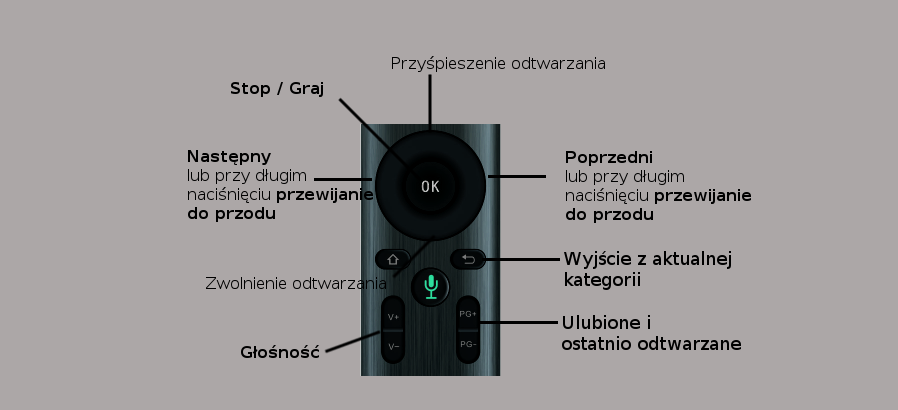 Przyśpieszenie odtwarzania
Stop / Graj
Następny
lub przy długim
naciśnięciu przewijanie
do przodu
OK
Poprzedni
lub przy długim
naciśnięciu przewijanie
do przodu
Wyjście z aktualnej
kategorii
Zwolnienie odtwarzania
V+
V−
PG+
PG−
Ulubione i
ostatnio odtwarzane
Głośność